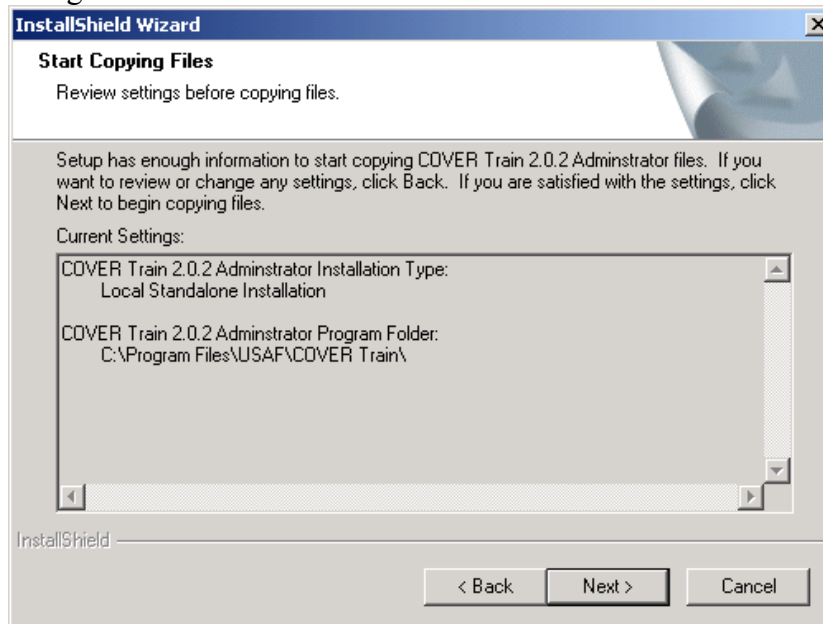 InstallShield Wizard
Start Copying Files
Review settings before copying files.
Setup has enough information to start copying COVER Train 2.0.2 Adminstrator files.  If you
want to review or change any settings, click Back.  If you are satisfied with the settings, click
Next to begin copying files.
Current Settings:
COVER Train 2.0.2 Adminstrator Installation Type:
Local Standalone Installation
COVER Train 2.0.2 Adminstrator Program Folder:
C:\Program Files\USAF\COVER Train\
InstallShield
< Back
Next >
Cancel